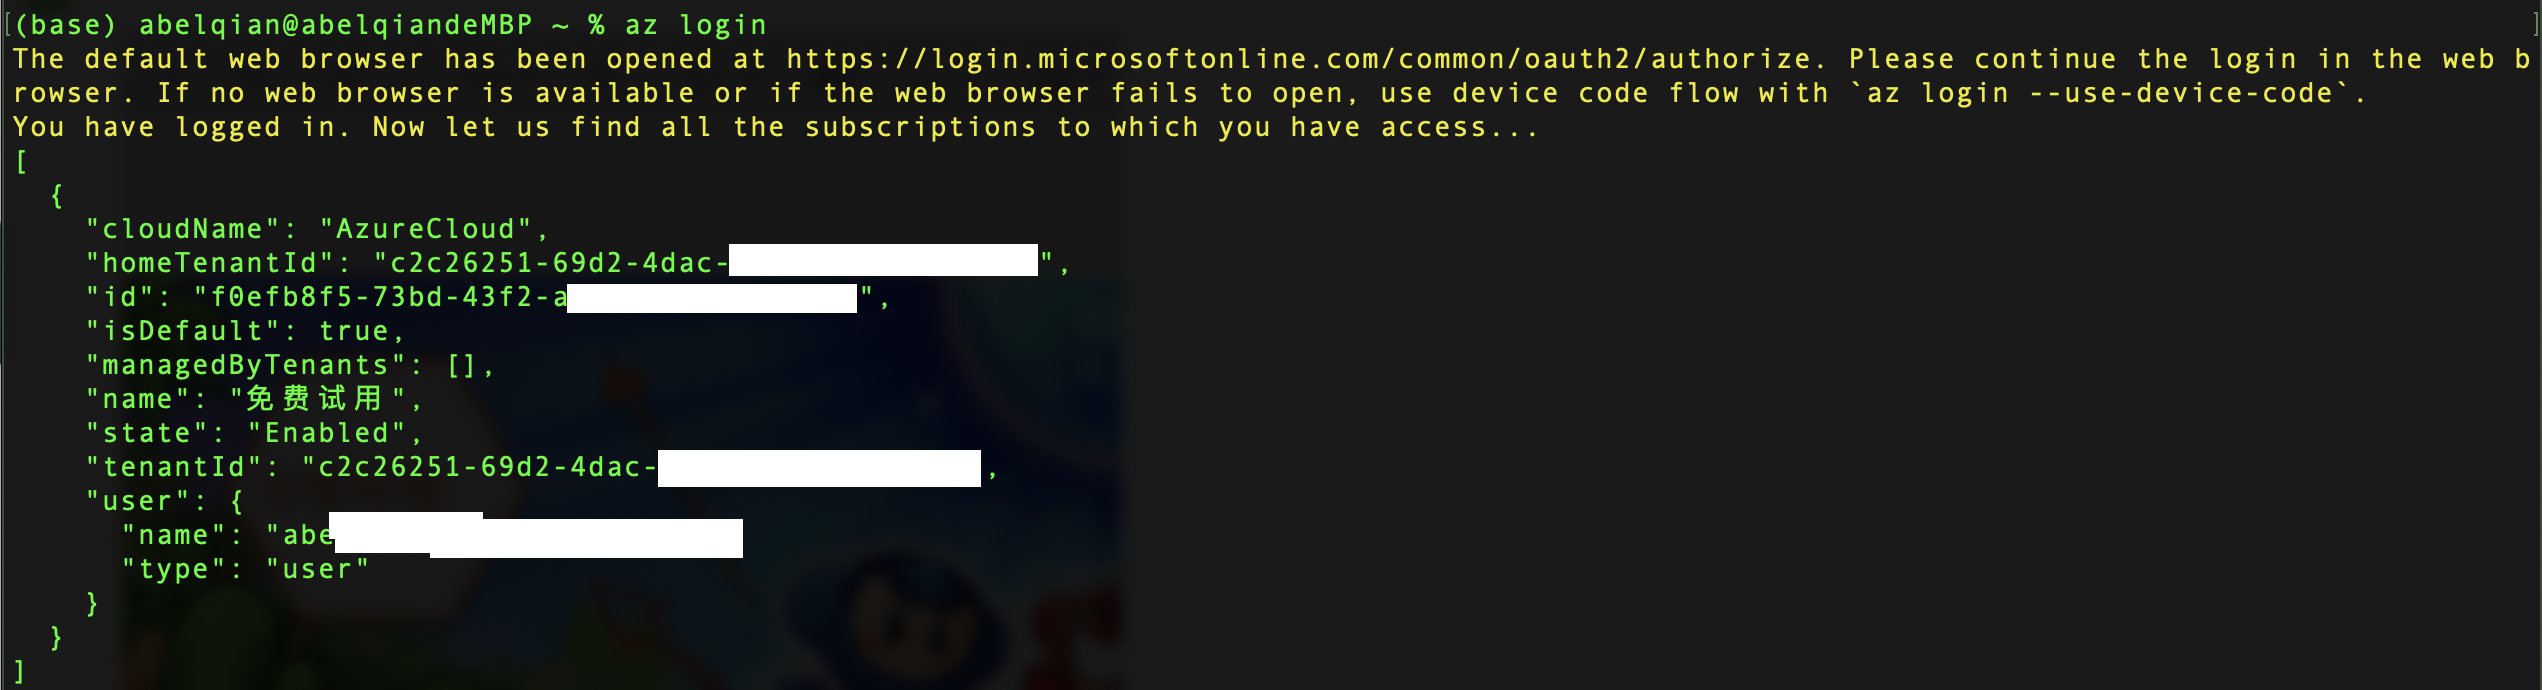 [(base) abelqian@abelqiandeMBP ~ % az login ]
The default web browser has been opened at https://login.microsoftonline.com/common/oauth2/authorize. Please continue the login in the web b
rowser. If no web browser is available or if the web browser fails to open, use device code flow with `az login --use-device-code`.
You have logged in. Now let us find all the subscriptions to which you have access...
[
  {
    "cloudName": "AzureCloud",
    "homeTenantId": "c2c26251-69d2-4dac-",
    "id": "f0efb8f5-73bd-43f2-a",
    "isDefault": true,
    "managedByTenants": [],
    "name": "免费试用",
    "state": "Enabled",
    "tenantId": "c2c26251-69d2-4dac-,
    "user": {
      "name": "abe
      "type": "user"
    }
  }
]